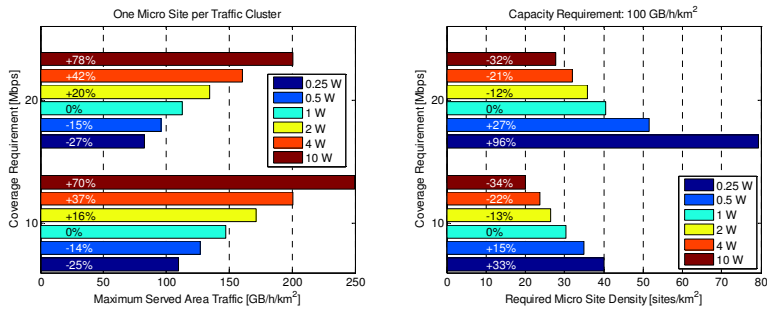 One Micro Site per Traffic Cluster
Coverage Requirement [Mbps]
20
10
+78%
+42%
+20%
0%
-15%
-27%
+70%
+37%
+16%
0%
-14%
-25%
0.25 W
0.5 W
1 W
2 W
4 W
10 W
0 50 100 150 200 250
Maximum Served Area Traffic [GB/h/km²]
Capacity Requirement: 100 GB/h/km²
Coverage Requirement [Mbps]
20
10
-32%
-21%
-12%
0%
+27%
+96%
-34%
-22%
-13%
0%
+15%
+33%
0.25 W
0.5 W
1 W
2 W
4 W
10 W
0 10 20 30 40 50 60 70 80
Required Micro Site Density [sites/km²]